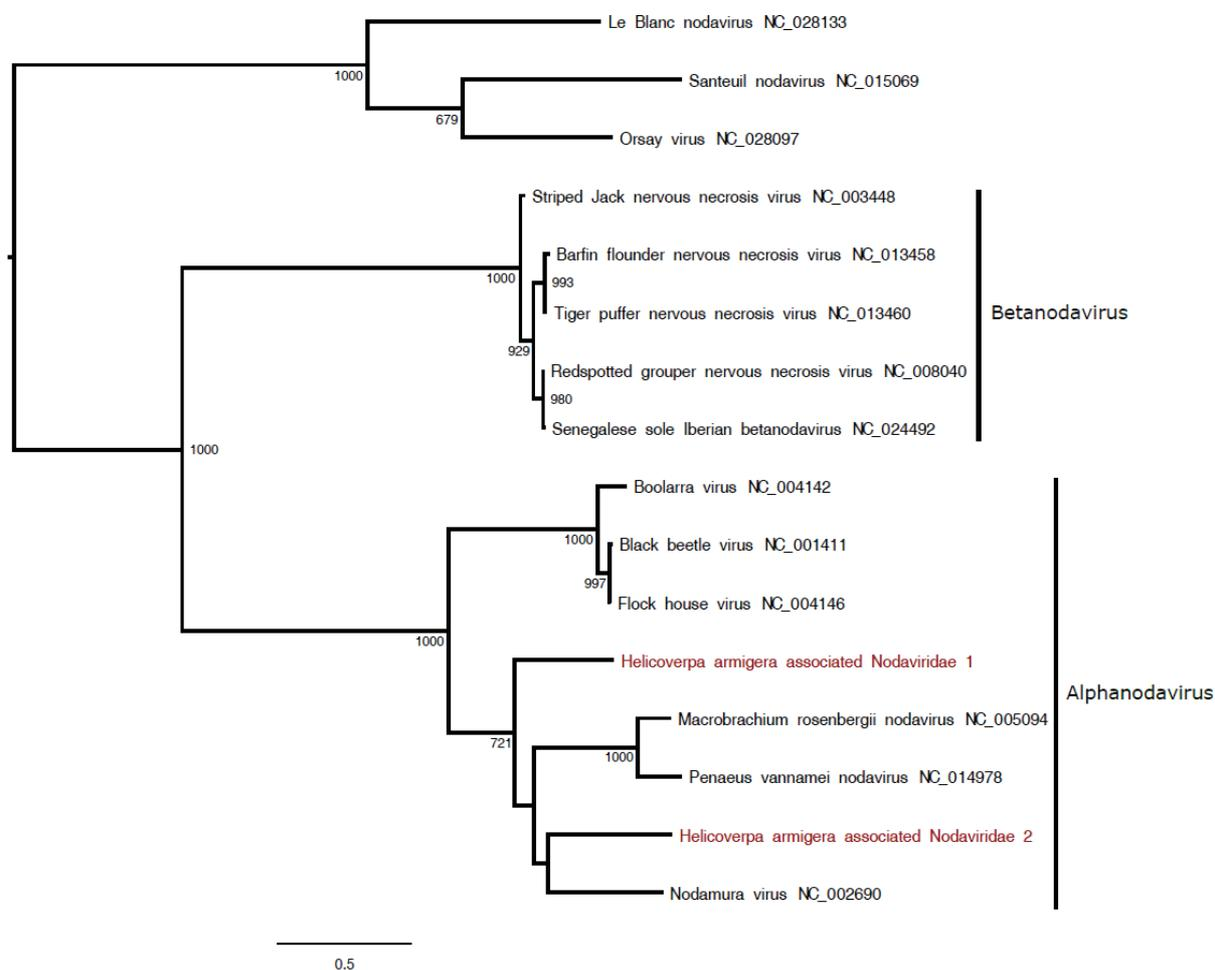 Le Blanc nodavirus NC_028133
1000
Santeuil nodavirus NC_015069
679
Orsay virus NC_028097
Striped Jack nervous necrosis virus NC_003448
Barfin flounder nervous necrosis virus NC_013458
1000
993
Tiger puffer nervous necrosis virus NC_013460
Betanodavirus
929
Redspotted grouper nervous necrosis virus NC_008040
980
Senegalese sole Iberian betanodavirus NC_024492
1000
Boolarra virus NC_004142
1000
Black beetle virus NC_001411
997
Flock house virus NC_004146
1000
Helicoverpa armigera associated Nodaviridae 1
Alphanodavirus
Macrobrachium rosenbergii nodavirus NC_005094
721
1000
Penaeus vannamei nodavirus NC_014978
Helicoverpa armigera associated Nodaviridae 2
Nodamura virus NC_002690
0.5